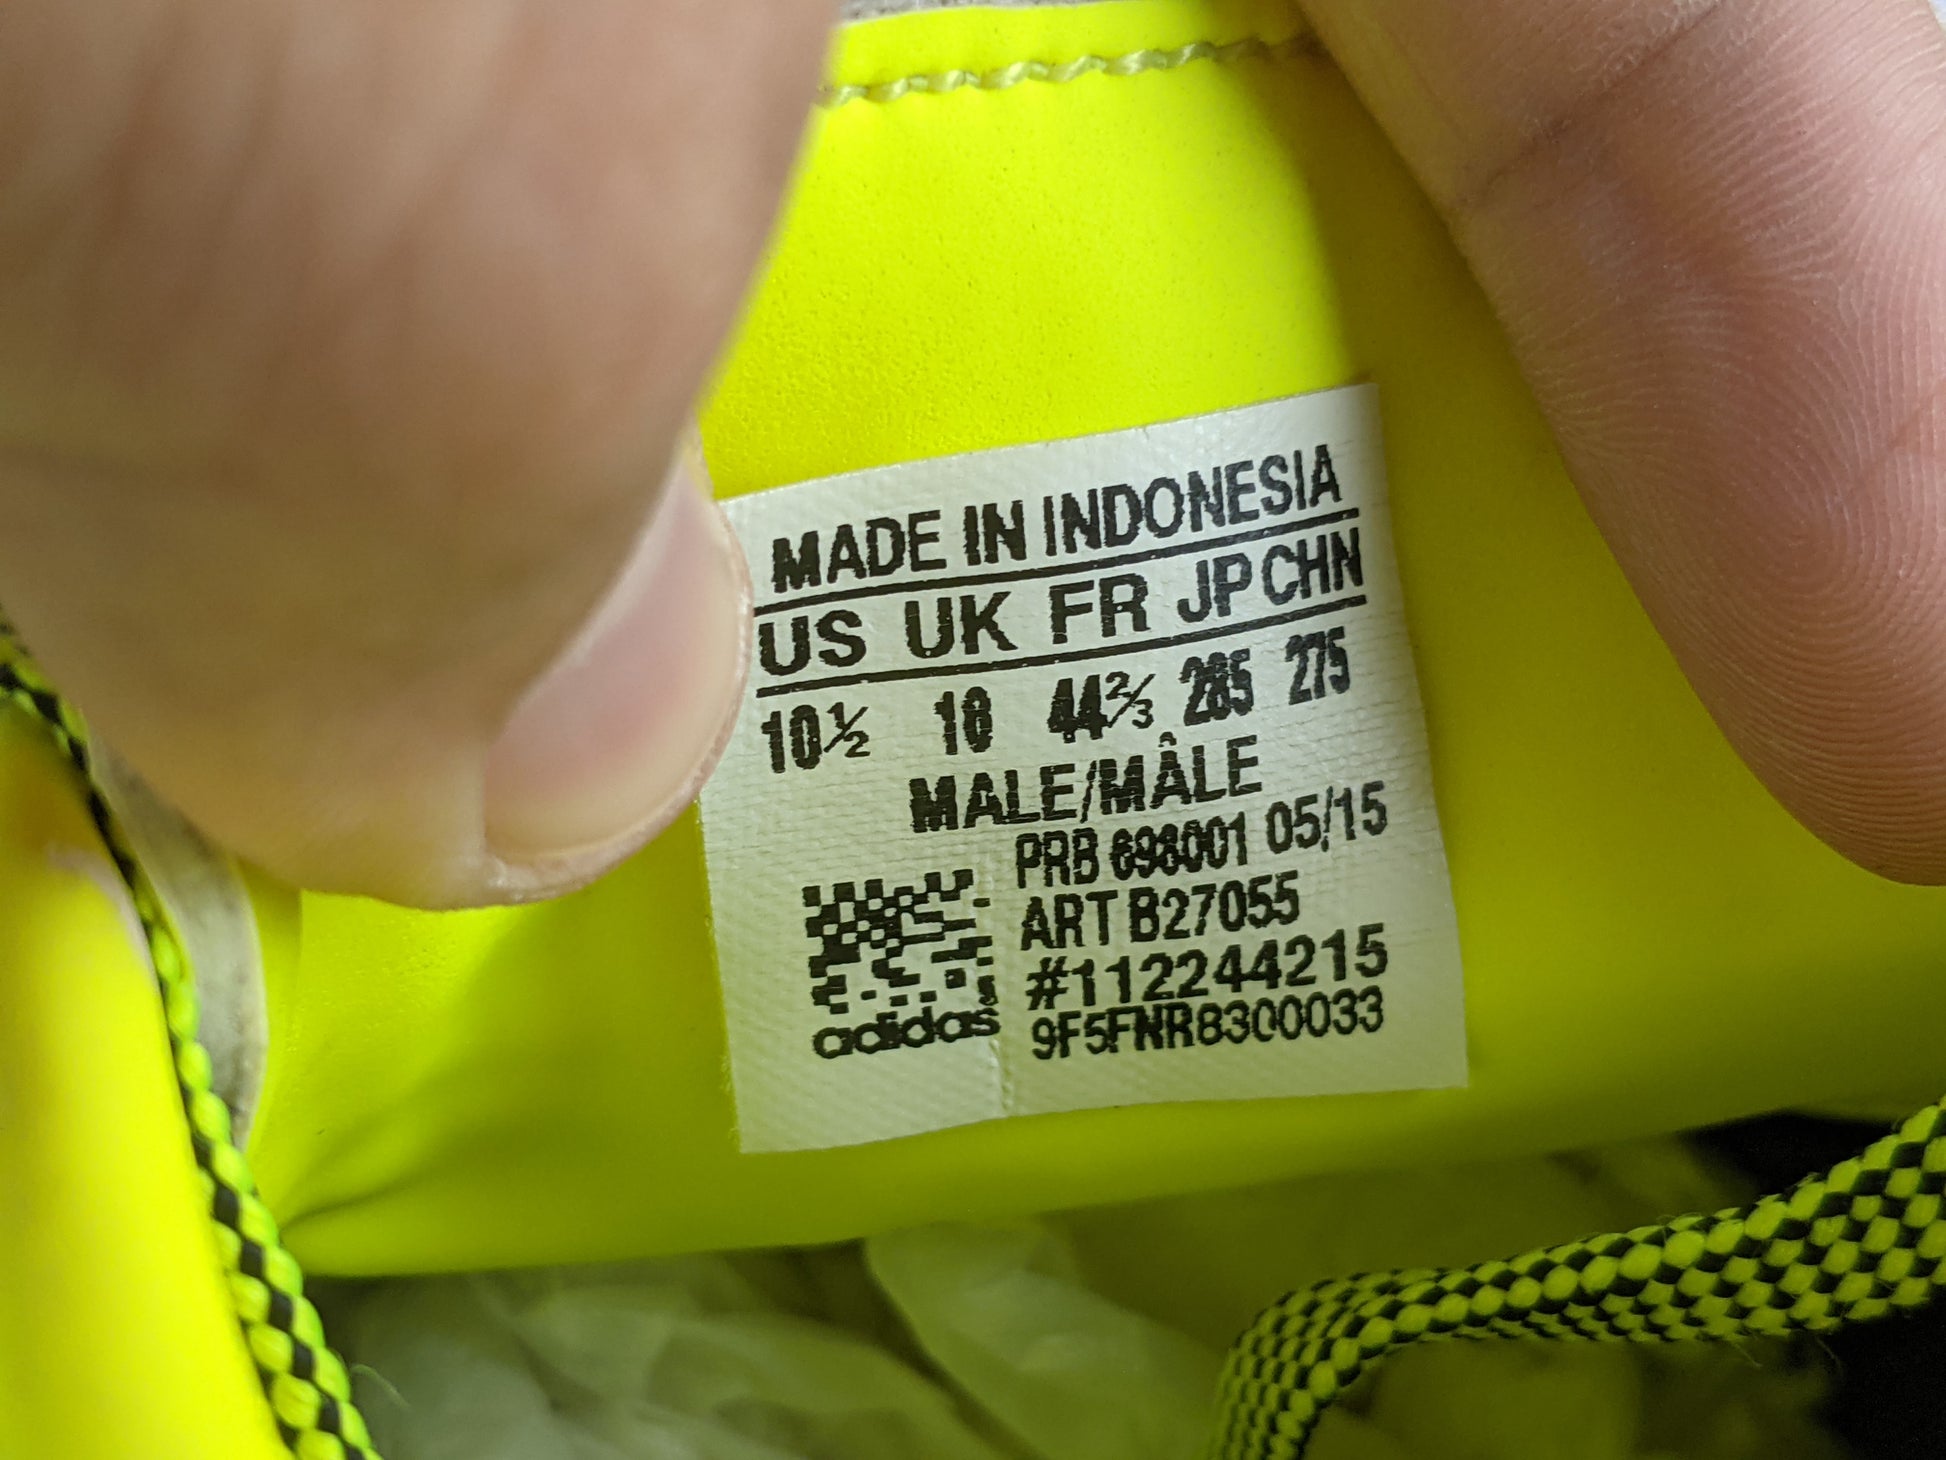 MADE IN INDONESIA
US UK FR JP CHN
10½ 10 44⅔ 285 275
MALE/MÂLE
PRB 698001 05/15
ART B27055
#112244215
9F5FNR8300033
adidas